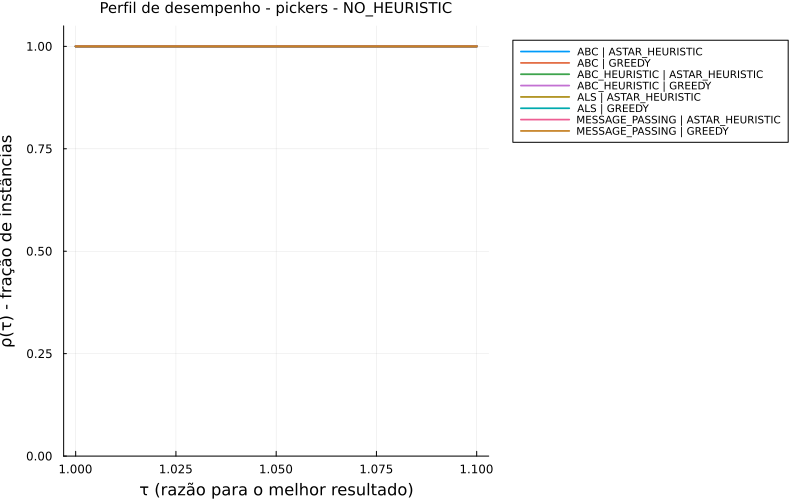 Perfil de desempenho - pickers - NO_HEURISTIC
ρ(τ) - fração de instâncias
1.00
0.75
0.50
0.25
0.00
1.000
1.025
1.050
1.075
1.100
τ (razão para o melhor resultado)
ABC | ASTAR_HEURISTIC
ABC | GREEDY
ABC_HEURISTIC | ASTAR_HEURISTIC
ABC_HEURISTIC | GREEDY
ALS | ASTAR_HEURISTIC
ALS | GREEDY
MESSAGE_PASSING | ASTAR_HEURISTIC
MESSAGE_PASSING | GREEDY